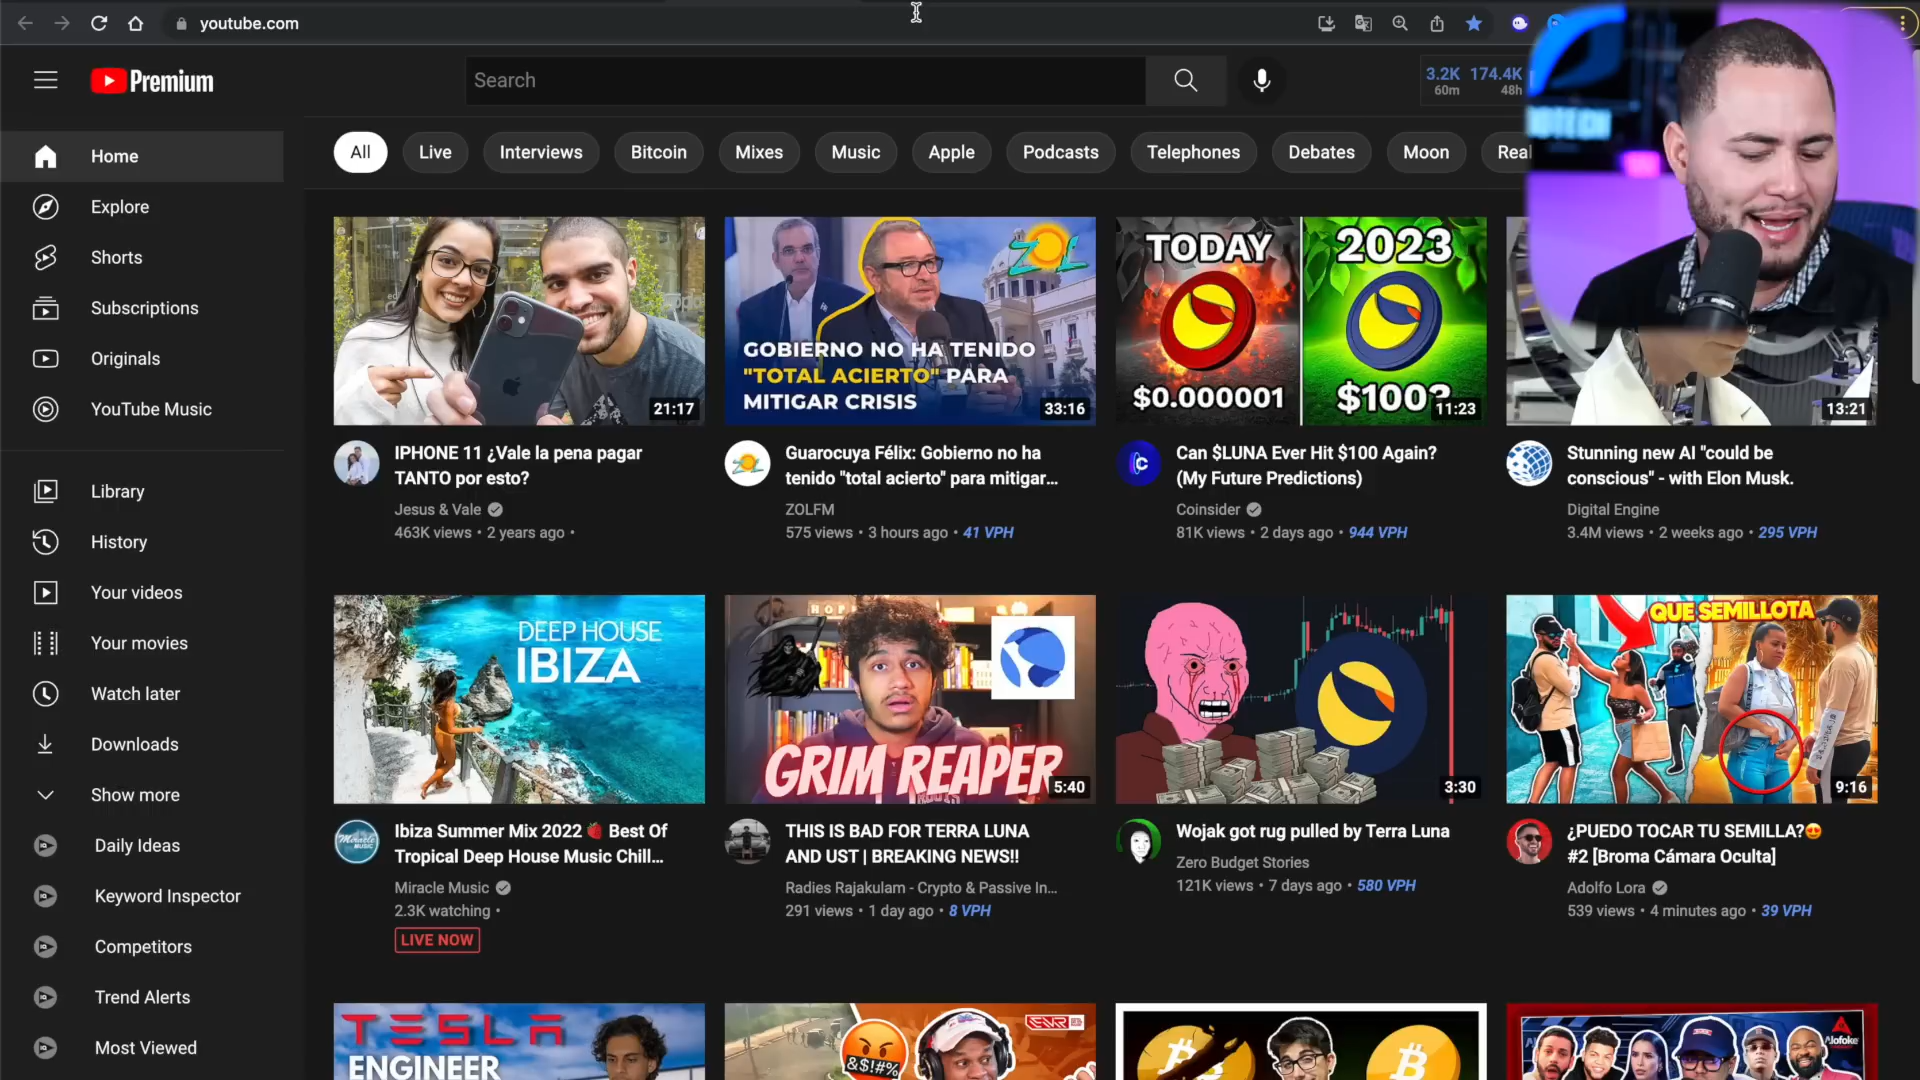 youtube.com
Premium
Search
3.2K 174.4K
60m 48h
All
Live
Interviews
Bitcoin
Mixes
Music
Apple
Podcasts
Telephones
Debates
Moon
Home
Explore
Shorts
Subscriptions
Originals
YouTube Music
Library
History
Your videos
Your movies
Watch later
Downloads
Show more
Daily Ideas
Keyword Inspector
Competitors
Trend Alerts
Most Viewed
21:17
IPHONE 11 ¿Vale la pena pagar
TANTO por esto?
Jesus & Vale
463K views • 2 years ago •
ZOL
GOBIERNO NO HA TENIDO
"TOTAL ACIERTO" PARA
MITIGAR CRISIS
33:16
Guarocuya Félix: Gobierno no ha
tenido "total acierto" para mitigar...
ZOLFM
575 views • 3 hours ago • 41 VPH
TODAY
2023
$0.000001
$100?
11:23
Can $LUNA Ever Hit $100 Again?
(My Future Predictions)
Coinsider
81K views • 2 days ago • 944 VPH
13:21
Stunning new AI "could be
conscious" - with Elon Musk.
Digital Engine
3.4M views • 2 weeks ago • 295 VPH
DEEP HOUSE
IBIZA
Ibiza Summer Mix 2022 🍓 Best Of
Tropical Deep House Music Chill...
Miracle Music
2.3K watching •
LIVE NOW
GRIM REAPER
5:40
THIS IS BAD FOR TERRA LUNA
AND UST | BREAKING NEWS!!
Radies Rajakulam - Crypto & Passive In...
291 views • 1 day ago • 8 VPH
3:30
Wojak got rug pulled by Terra Luna
Zero Budget Stories
121K views • 7 days ago • 580 VPH
QUE SEMILLOTA
9:16
¿PUEDO TOCAR TU SEMILLA?😍
#2 [Broma Cámara Oculta]
Adolfo Lora
539 views • 4 minutes ago • 39 VPH
TESLA
ENGINEER
&$!#%
Alofoke